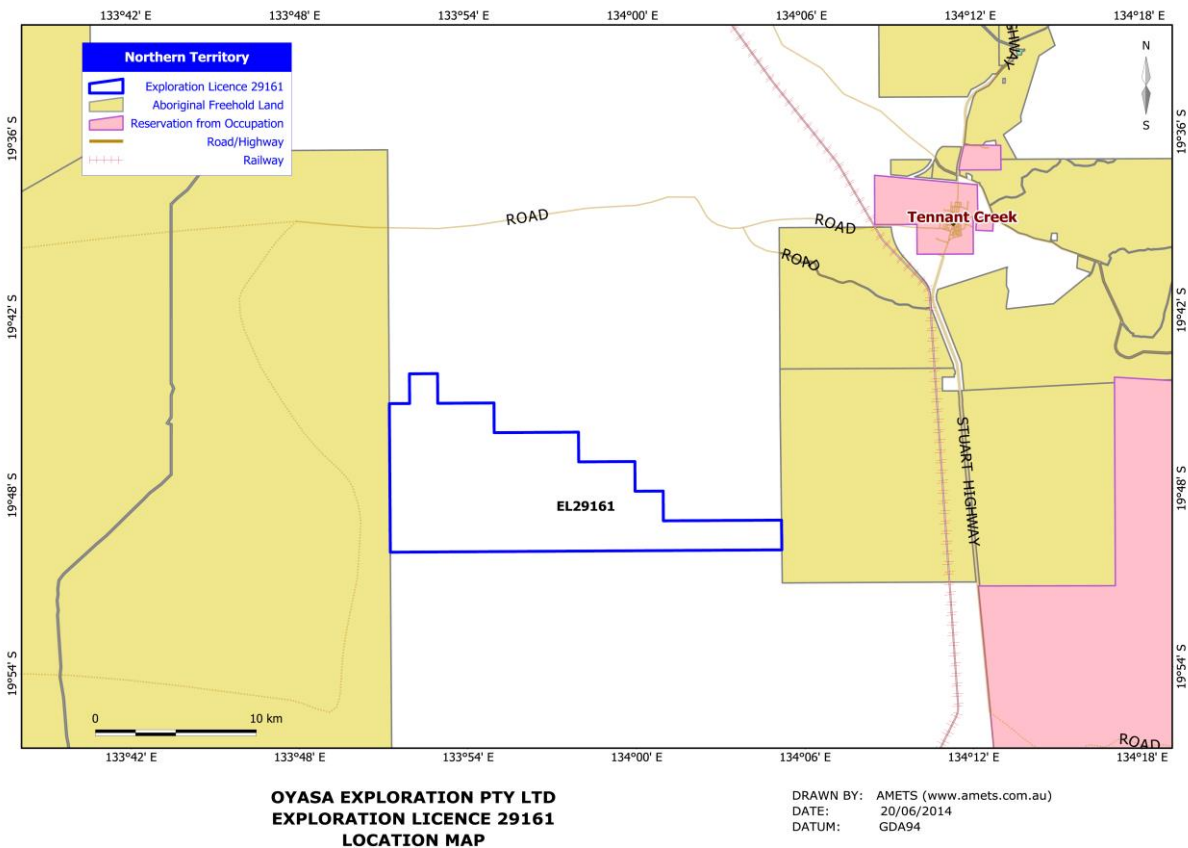 133°42' E 133°48' E 133°54' E 134°00' E 134°06' E 134°12' E 134°18' E
Northern Territory
Exploration Licence 29161
Aboriginal Freehold Land
Reservation from Occupation
Road/Highway
Railway
N
S
19°36' S
19°36' S
ROAD
ROAD
ROAD
Tennant Creek
19°42' S
19°42' S
STUART HIGHWAY
19°48' S
19°48' S
EL29161
19°54' S
19°54' S
0 10 km
ROAD
133°42' E 133°48' E 133°54' E 134°00' E 134°06' E 134°12' E 134°18' E
OYASA EXPLORATION PTY LTD
EXPLORATION LICENCE 29161
LOCATION MAP
DRAWN BY: AMETS (www.amets.com.au)
DATE: 20/06/2014
DATUM: GDA94